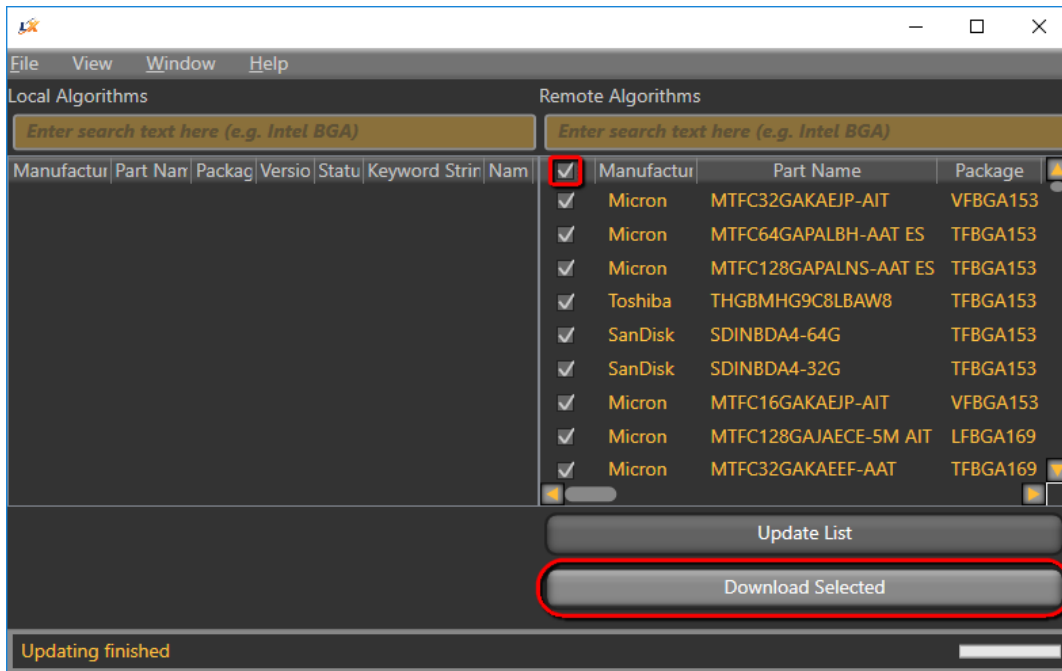 LX
File View Window Help
Local Algorithms Remote Algorithms
Enter search text here (e.g. Intel BGA) Enter search text here (e.g. Intel BGA)
Manufactur Part Nam Packag Versio Statu Keyword Strin Nam Manufactur Part Name Package
Micron MTFC32GAKAEJP-AIT VFBGA153
Micron MTFC64GAPALBH-AAT ES TFBGA153
Micron MTFC128GAPALNS-AAT ES TFBGA153
Toshiba THGBMHG9C8LBAW8 TFBGA153
SanDisk SDINBDA4-64G TFBGA153
SanDisk SDINBDA4-32G TFBGA153
Micron MTFC16GAKAEJP-AIT VFBGA153
Micron MTFC128GAJAECE-5M AIT LFBGA169
Micron MTFC32GAKAEEF-AAT TFBGA169
Update List
Download Selected
Updating finished